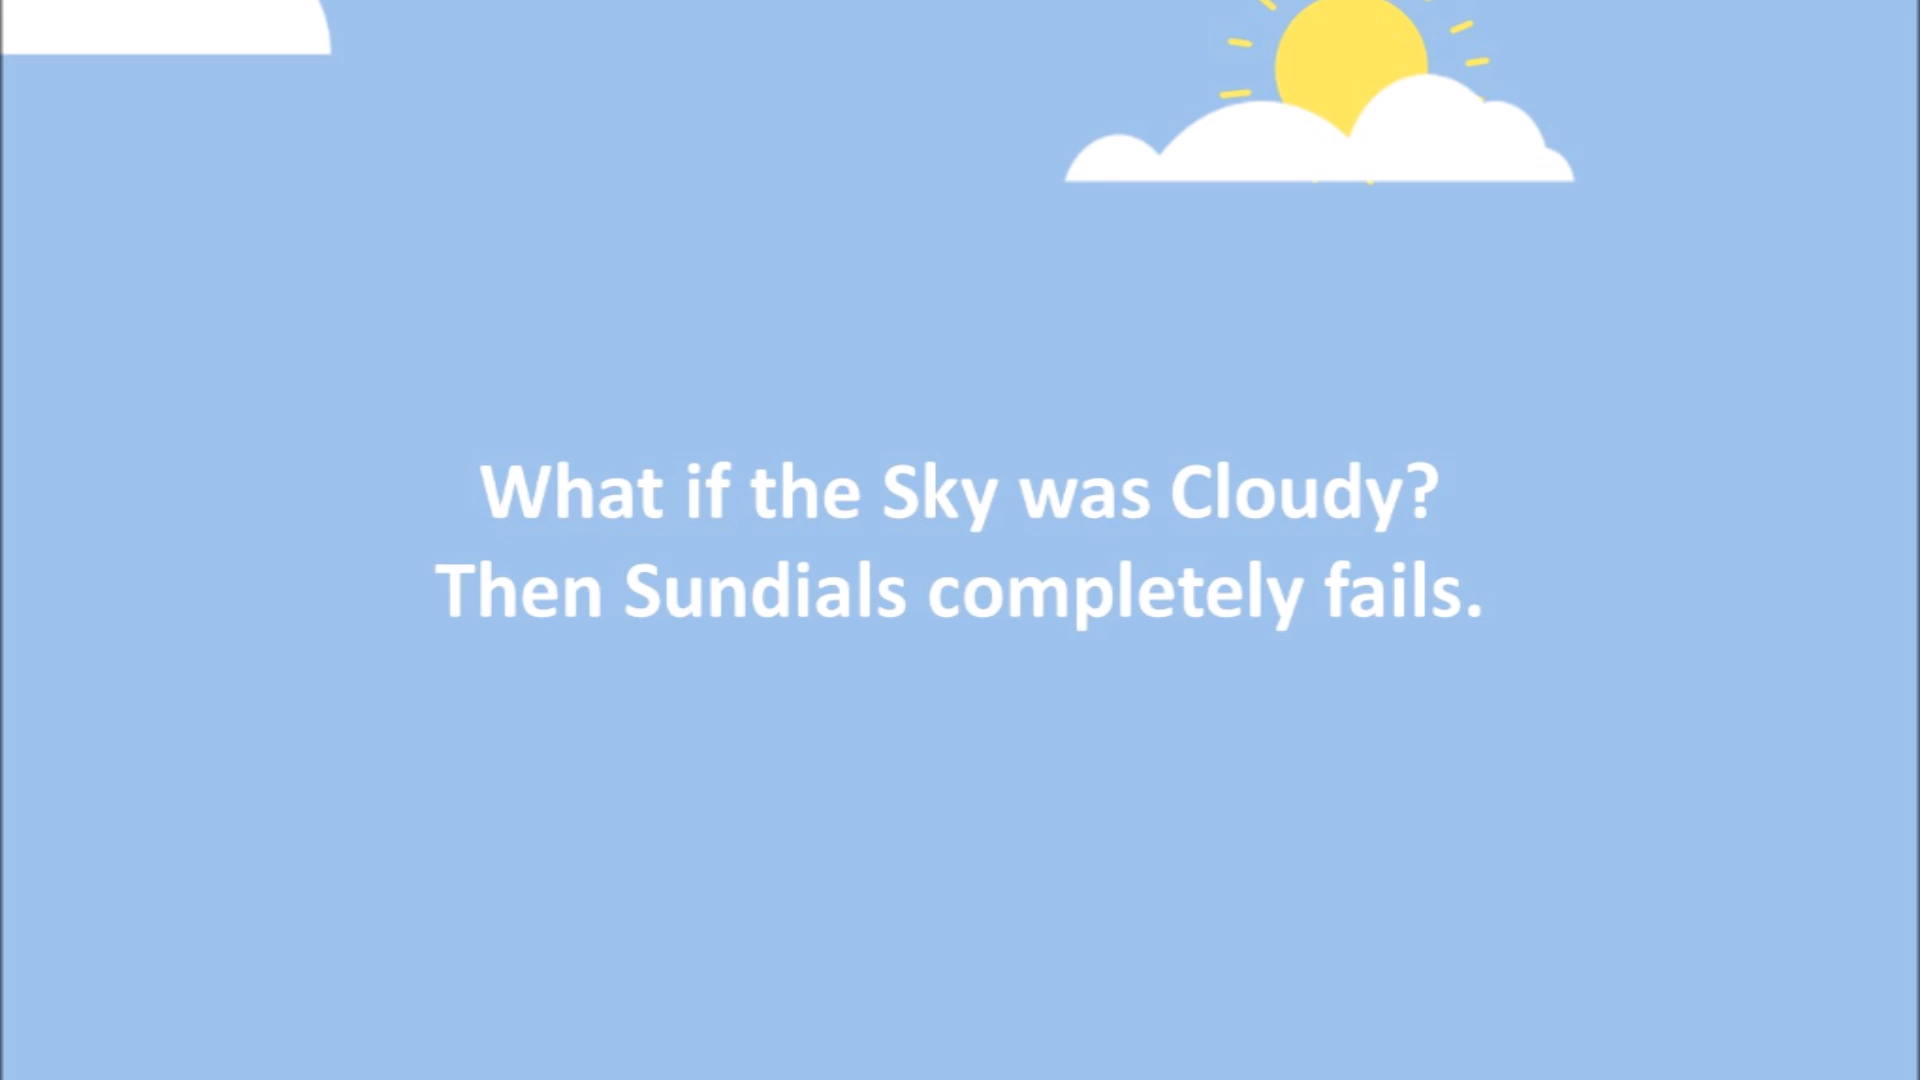 What if the Sky was Cloudy?
Then Sundials completely fails.